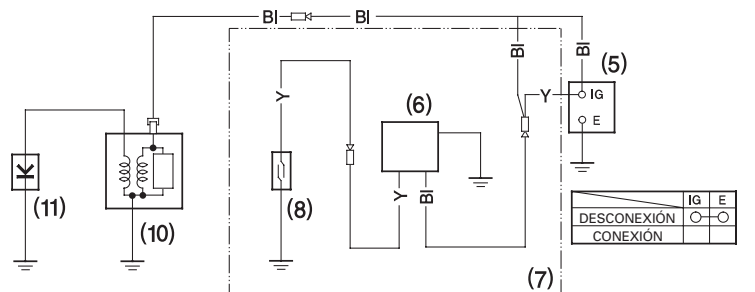 Bl Bl
Bl Bl
(5)
Y IG
Y
(6)
E
(11)
(10)
(8)
Y Bl
(7)
IG E
DESCONEXIÓN
CONEXIÓN